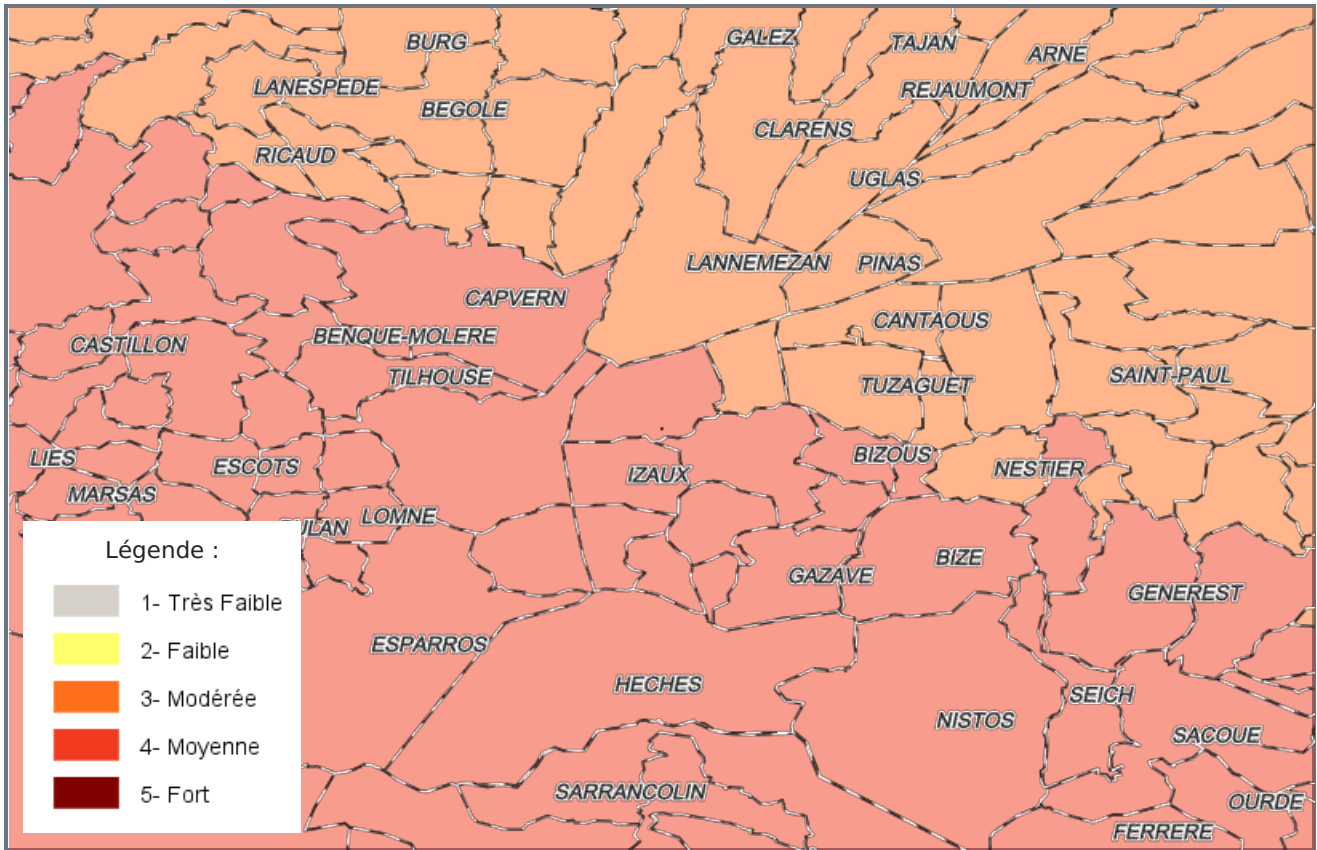 BURG
GALEZ
TAJAN
ARNE
LANESPEDE
REJAUMONT
BEGOLE
CLARENS
RICAUD
UGLAS
LANNEMEZAN
PINAS
CAPVERN
CANTAOUS
BENQUE-MOLERE
CASTILLON
TILHOUSE
TUZAGUET
SAINT-PAUL
LIES
ESCOTS
IZAUX
BIZOUS
NESTIER
MARSAS
LOMNE
ULAN
Légende :
BIZE
GAZAVE
GENEREST
1- Très Faible
2- Faible
3- Modérée
4- Moyenne
5- Fort
ESPARROS
HECHES
SEICH
NISTOS
SACOUE
SARRANCOLIN
OURDE
FERRERE